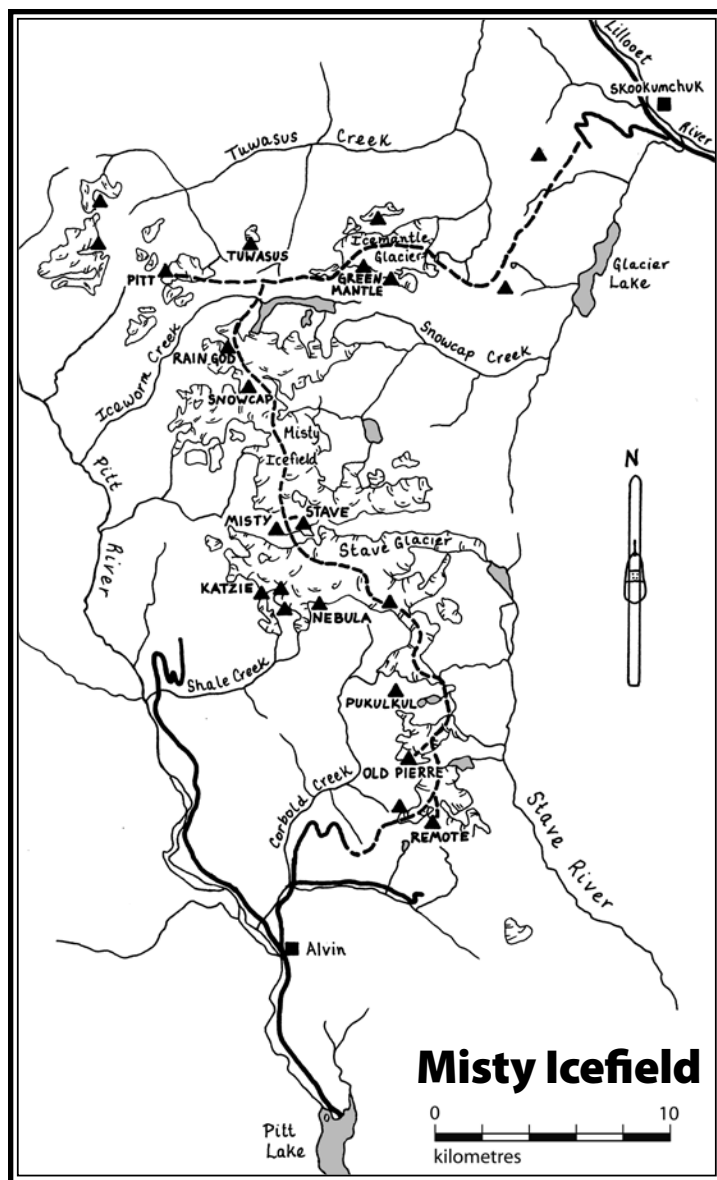 Lillooet
SKOOKUMCHUK
River
Tuwasus Creek
TUWASUS
Icemantle
Glacier
PITT
GREEN
MANTLE
Glacier
Lake
Snowcap Creek
Iceworm Creek
RAIN GOD
SNOWCAP
Misty
Icefield
Pitt
River
N
MISTY
STAVE
Stave Glacier
KATZIE
NEBULA
Shale Creek
PUKULKUL
OLD PIERRE
Corbold Creek
REMOTE
Stave River
Alvin
Misty Icefield
0 10
kilometres
Pitt
Lake